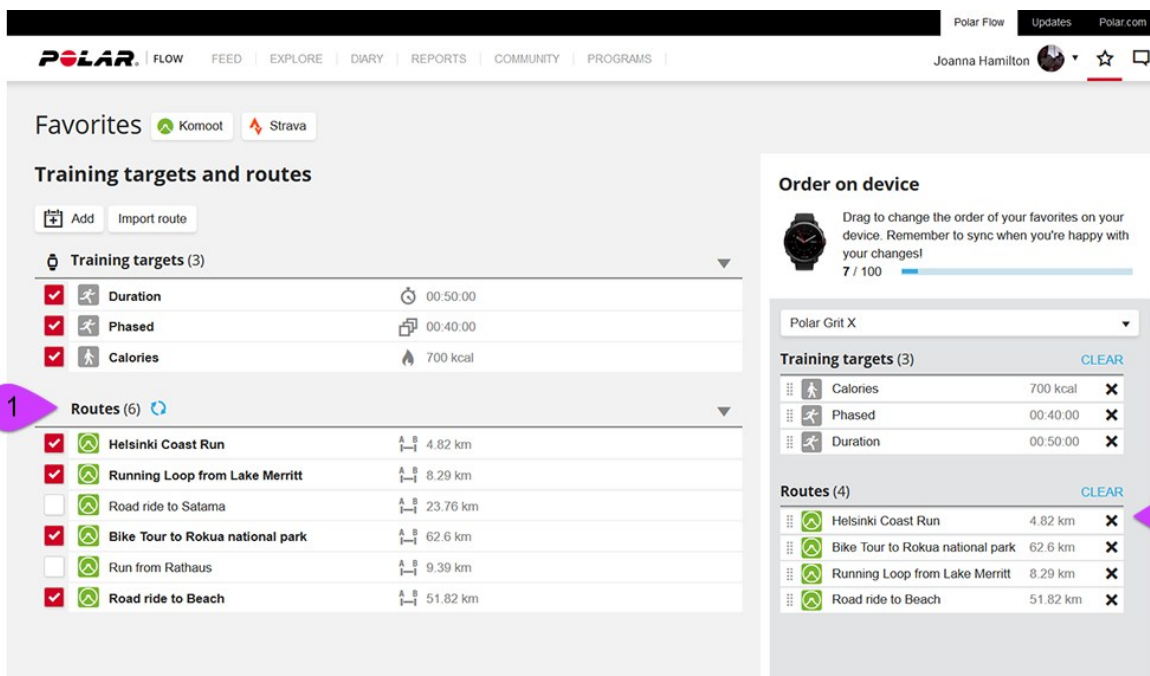 Polar Flow Updates Polar.com
POLAR. FLOW FEED EXPLORE DIARY REPORTS COMMUNITY PROGRAMS Joanna Hamilton
Favorites Komoot Strava
Training targets and routes
Add Import route
Training targets (3)
Duration 00:50:00
Phased 00:40:00
Calories 700 kcal
1
Routes (6)
Helsinki Coast Run A B 4.82 km
Running Loop from Lake Merritt A B 8.29 km
Road ride to Satama A B 23.76 km
Bike Tour to Rokua national park A B 62.6 km
Run from Rathaus A B 9.39 km
Road ride to Beach A B 51.82 km
Order on device
Drag to change the order of your favorites on your
device. Remember to sync when you're happy with
your changes!
7 / 100
Polar Grit X
Training targets (3) CLEAR
Calories 700 kcal
Phased 00:40:00
Duration 00:50:00
Routes (4) CLEAR
Helsinki Coast Run 4.82 km
Bike Tour to Rokua national park 62.6 km
Running Loop from Lake Merritt 8.29 km
Road ride to Beach 51.82 km